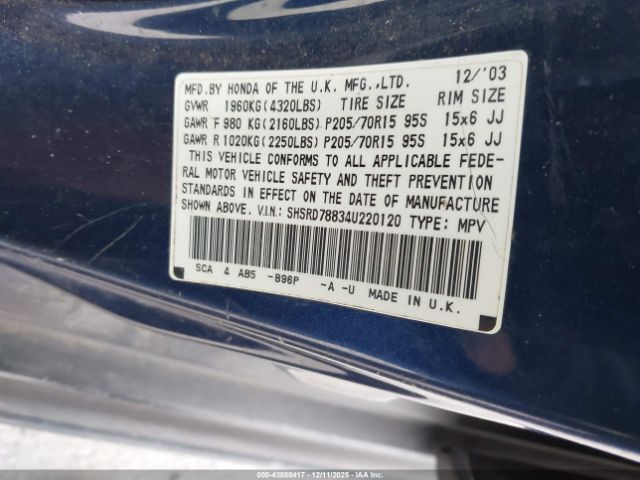 MFD.BY HONDA OF THE U.K. MFG.,LTD. 12/'03
GVWR 1960KG(4320LBS) TIRE SIZE RIM SIZE
GAWR F 980 KG(2160LBS) P205/70R15 95S 15x6 JJ
GAWR R 1020KG(2250LBS) P205/70R15 95S 15x6 JJ
THIS VEHICLE CONFORMS TO ALL APPLICABLE FEDE-
RAL MOTOR VEHICLE SAFETY AND THEFT PREVENTION
STANDARDS IN EFFECT ON THE DATE OF MANUFACTURE
SHOWN ABOVE. V.I.N.: SHSRD78834U220120 TYPE: MPV
SCA 4 AB5 -B96P -A -U MADE IN U.K.
000-43888417 - 12/11/2025 - IAA Inc.